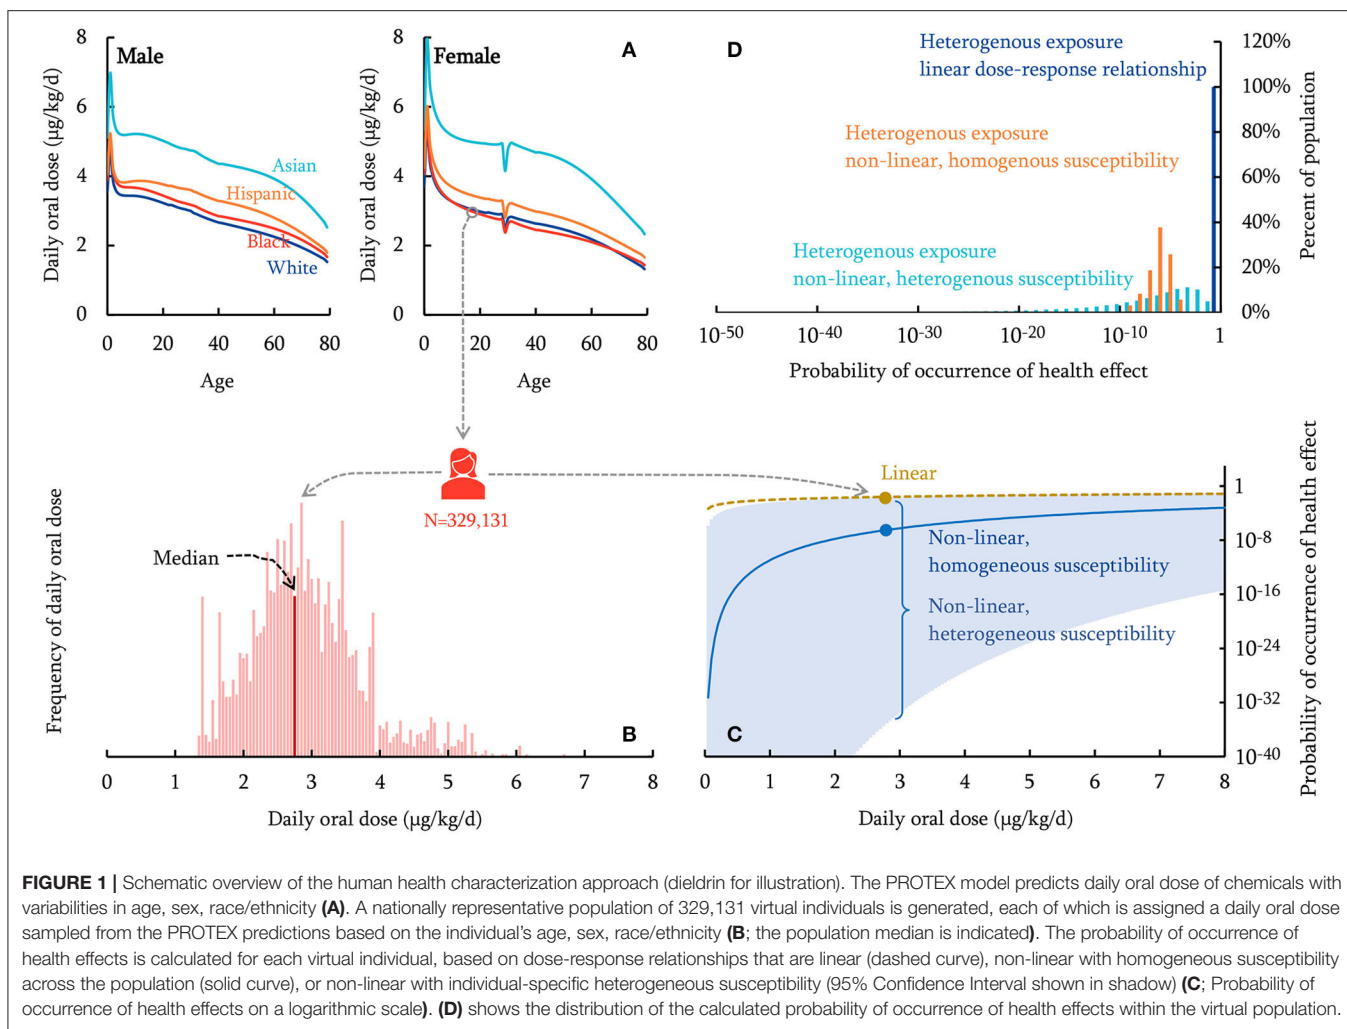 Male
Daily oral dose (µg/kg/d)
8
6
4
2
0
Asian
Hispanic
Black
White
0 20 40 60 80
Age
Female
A
Daily oral dose (µg/kg/d)
8
6
4
2
0
0 20 40 60 80
Age
D
Heterogenous exposure
linear dose-response relationship
Heterogenous exposure
non-linear, homogenous susceptibility
Heterogenous exposure
non-linear, heterogenous susceptibility
120%
100%
80%
60%
40%
20%
0%
Percent of population
10-50 10-40 10-30 10-20 10-10 1
Probability of occurrence of health effect
N=329,131
Median
Frequency of daily oral dose
B
0 1 2 3 4 5 6 7 8
Daily oral dose (µg/kg/d)
Linear
Non-linear,
homogeneous susceptibility
Non-linear,
heterogeneous susceptibility
C
1
10-8
10-16
10-24
10-32
10-40
Probability of occurrence of health effect
0 1 2 3 4 5 6 7 8
Daily oral dose (µg/kg/d)
FIGURE 1 | Schematic overview of the human health characterization approach (dieldrin for illustration). The PROTEX model predicts daily oral dose of chemicals with
variabilities in age, sex, race/ethnicity (A). A nationally representative population of 329,131 virtual individuals is generated, each of which is assigned a daily oral dose
sampled from the PROTEX predictions based on the individual's age, sex, race/ethnicity (B; the population median is indicated). The probability of occurrence of
health effects is calculated for each virtual individual, based on dose-response relationships that are linear (dashed curve), non-linear with homogeneous susceptibility
across the population (solid curve), or non-linear with individual-specific heterogeneous susceptibility (95% Confidence Interval shown in shadow) (C; Probability of
occurrence of health effects on a logarithmic scale). (D) shows the distribution of the calculated probability of occurrence of health effects within the virtual population.